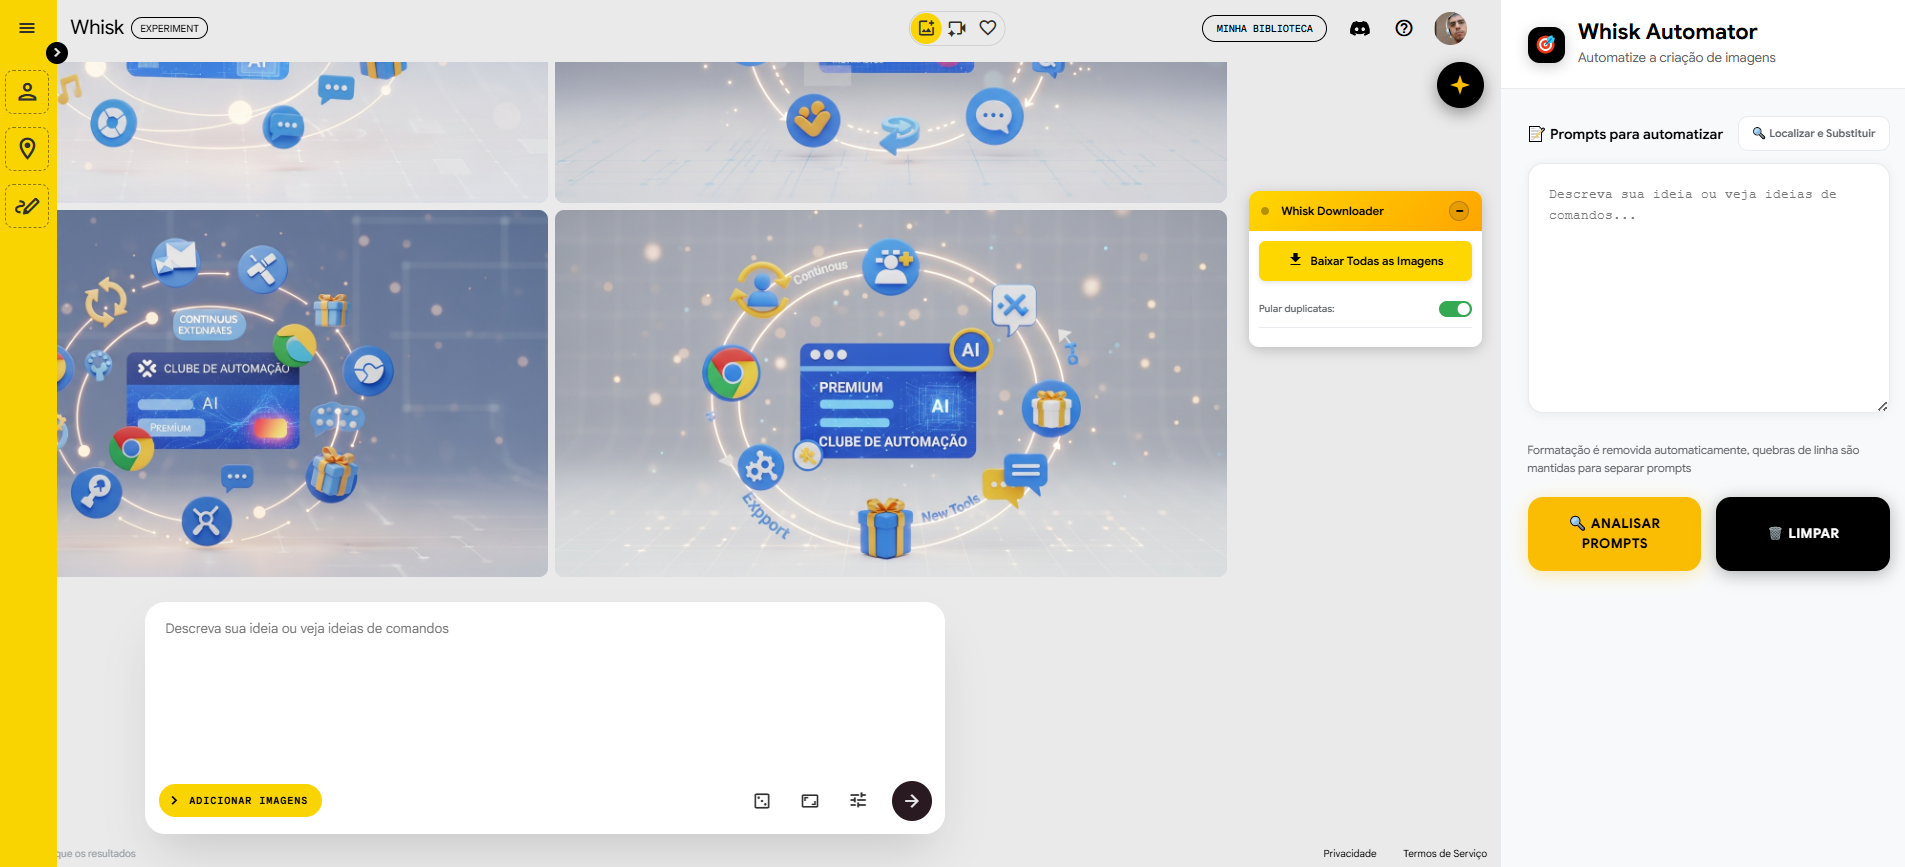 Whisk
EXPERIMENT
MINHA BIBLIOTECA
AI
CONTINUUS
EXTDNAIES
CLUBE DE AUTOMAÇÃO
AI
PREMIUM
Continous
AI
PREMIUM
AI
CLUBE DE AUTOMAÇÃO
EXpport
New Tools
Whisk Downloader
Baixar Todas as Imagens
Pular duplicatas:
Descreva sua ideia ou veja ideias de comandos
ADICIONAR IMAGENS
que os resultados
Privacidade
Termos de Serviço
Whisk Automator
Automatize a criação de imagens
Prompts para automatizar
Localizar e Substituir
Descreva sua ideia ou veja ideias de
comandos...
Formatação é removida automaticamente, quebras de linha são
mantidas para separar prompts
ANALISAR
PROMPTS
LIMPAR